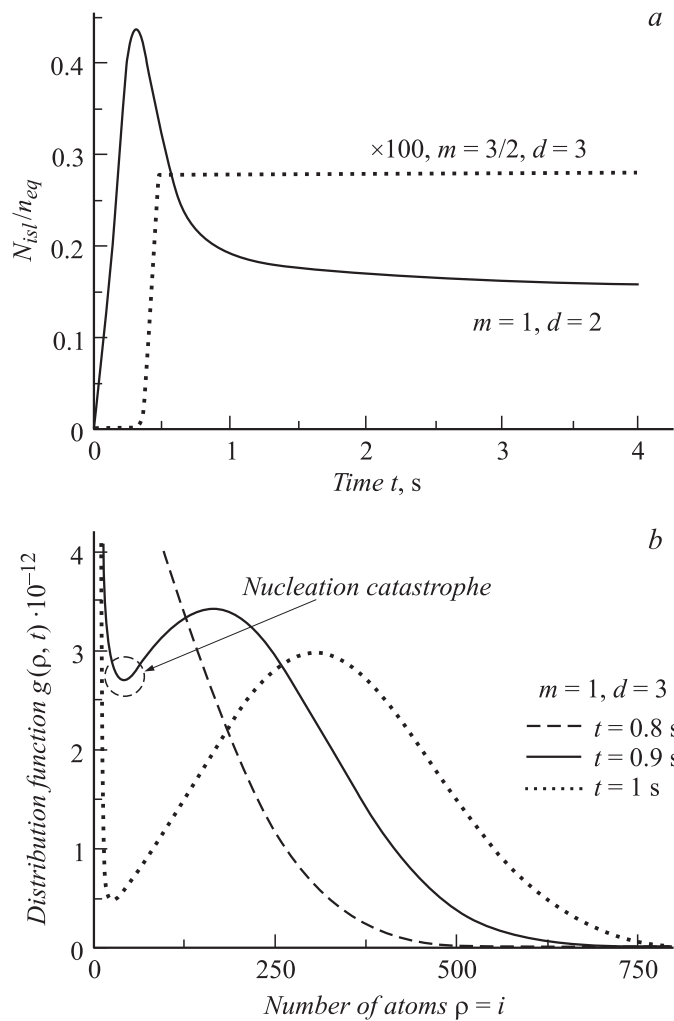 a
0.4
0.3
0.2
0.1
0
N_isl/n_eq
×100, m = 3/2, d = 3
m = 1, d = 2
0 1 2 3 4
Time t, s
b
4
3
2
1
0
Distribution function g(ρ, t) ·10⁻¹²
Nucleation catastrophe
m = 1, d = 3
t = 0.8 s
t = 0.9 s
t = 1 s
0 250 500 750
Number of atoms ρ = i